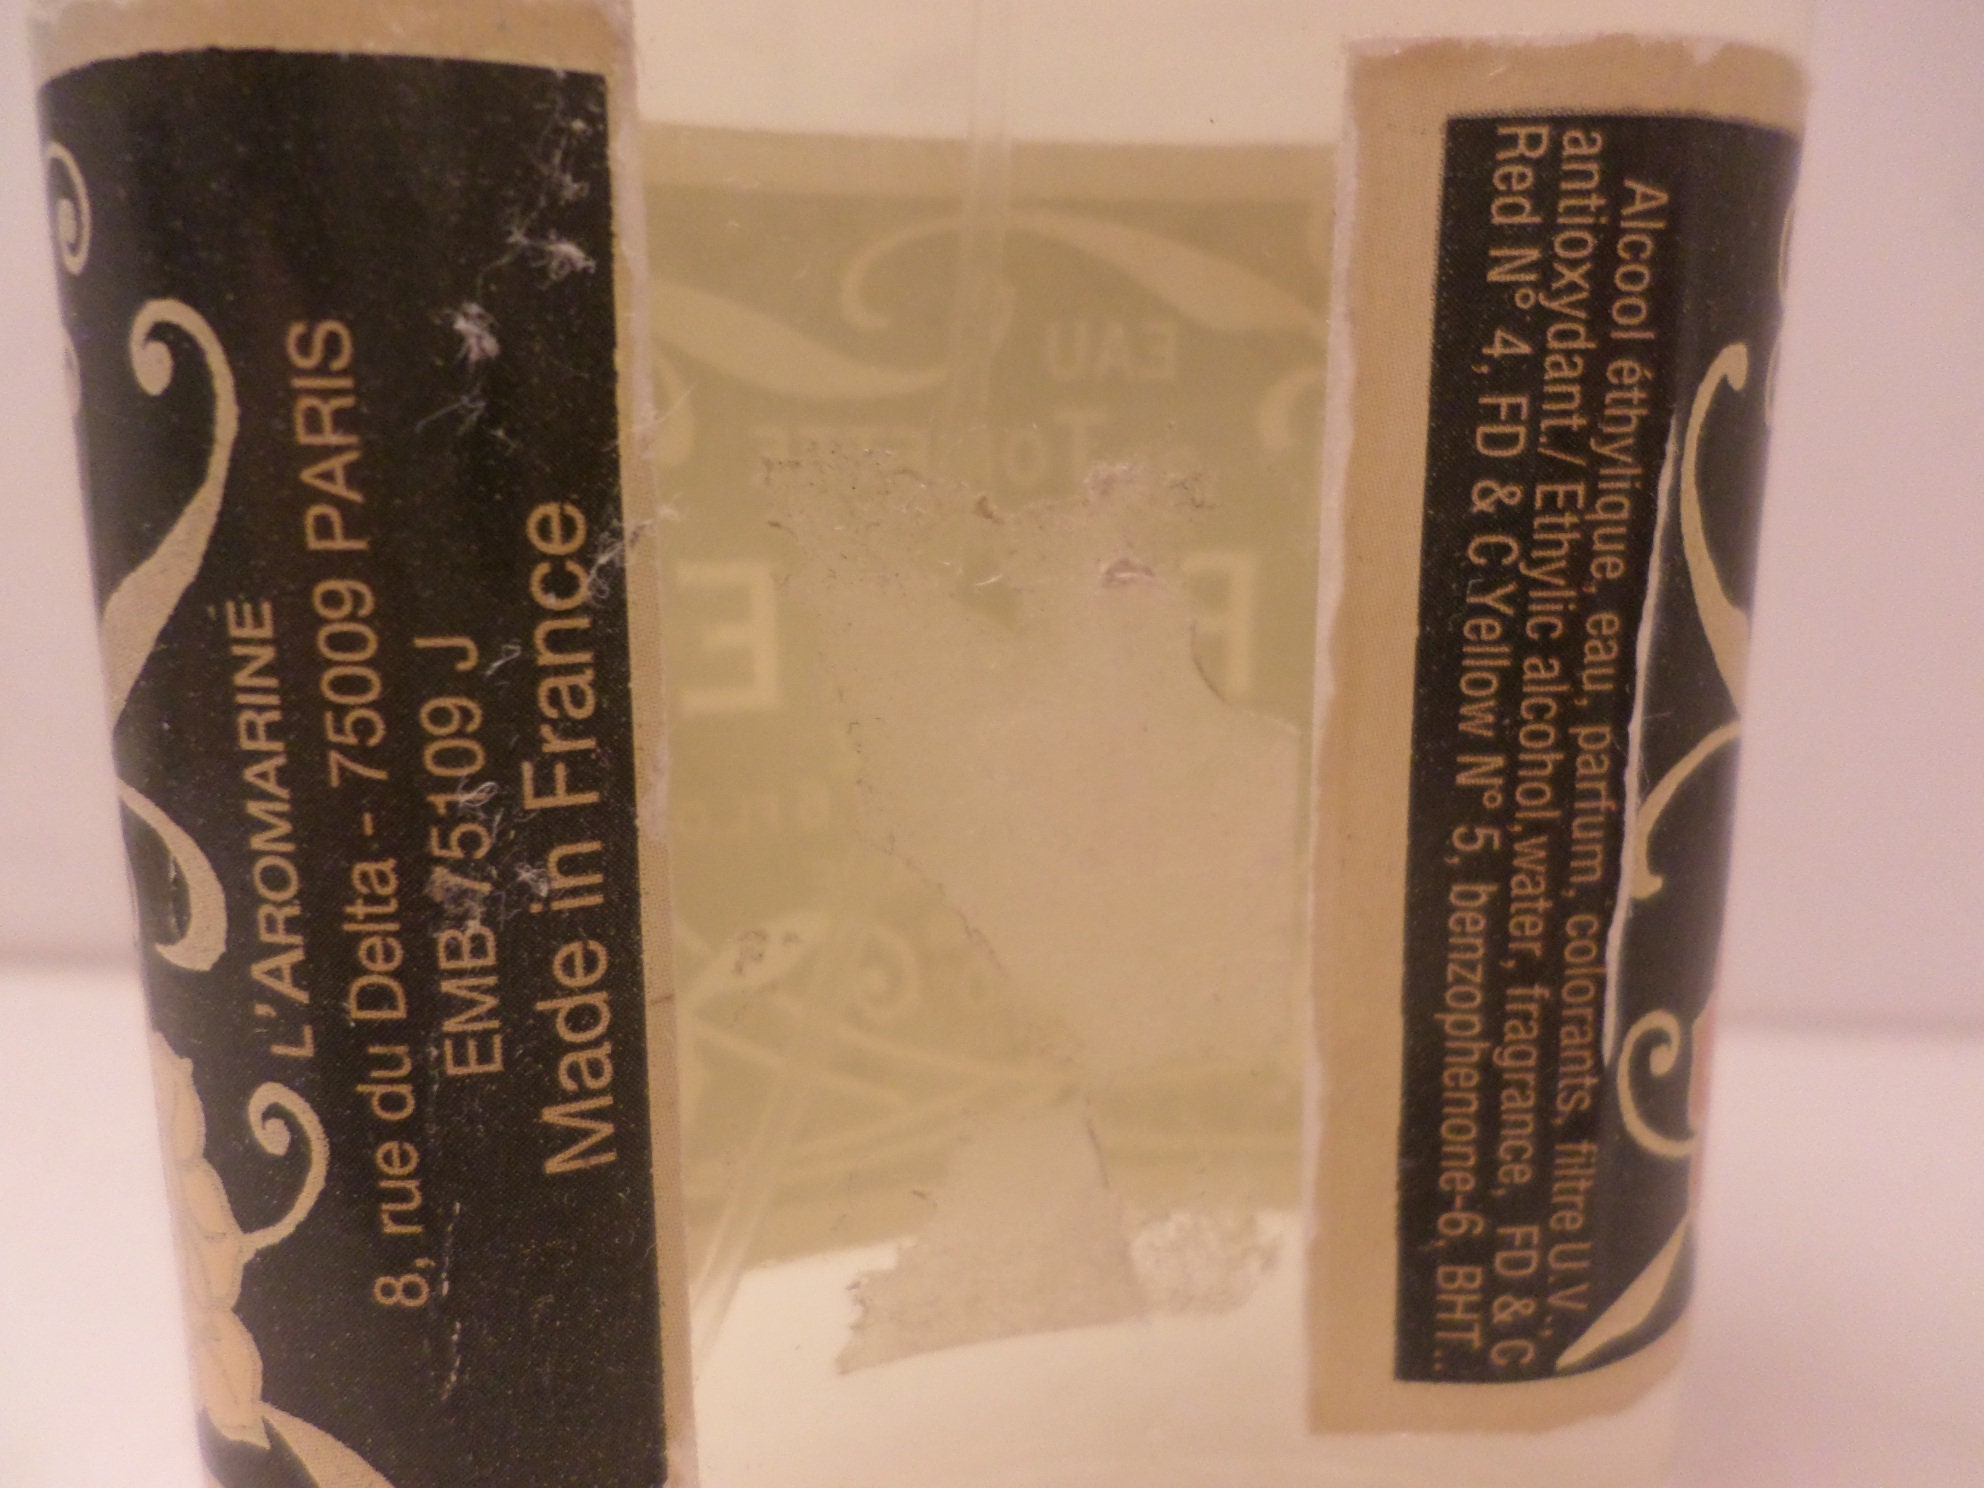 L'AROMARINE
8, rue du Delta - 75009 PARIS
EMB 75109 J
Made in France
EAU
Alcool éthylique, eau, parfum, colorants, filtre U.V.,
antioxydant./ Ethylic alcohol,water, fragrance, FD & C
Red N° 4, FD & C Yellow N° 5, benzophenone-6, BHT...